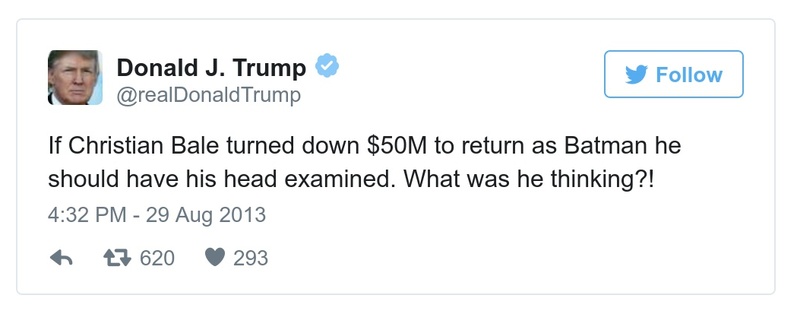 Donald J. Trump
@realDonaldTrump
Follow
If Christian Bale turned down $50M to return as Batman he
should have his head examined. What was he thinking?!
4:32 PM - 29 Aug 2013
620 293